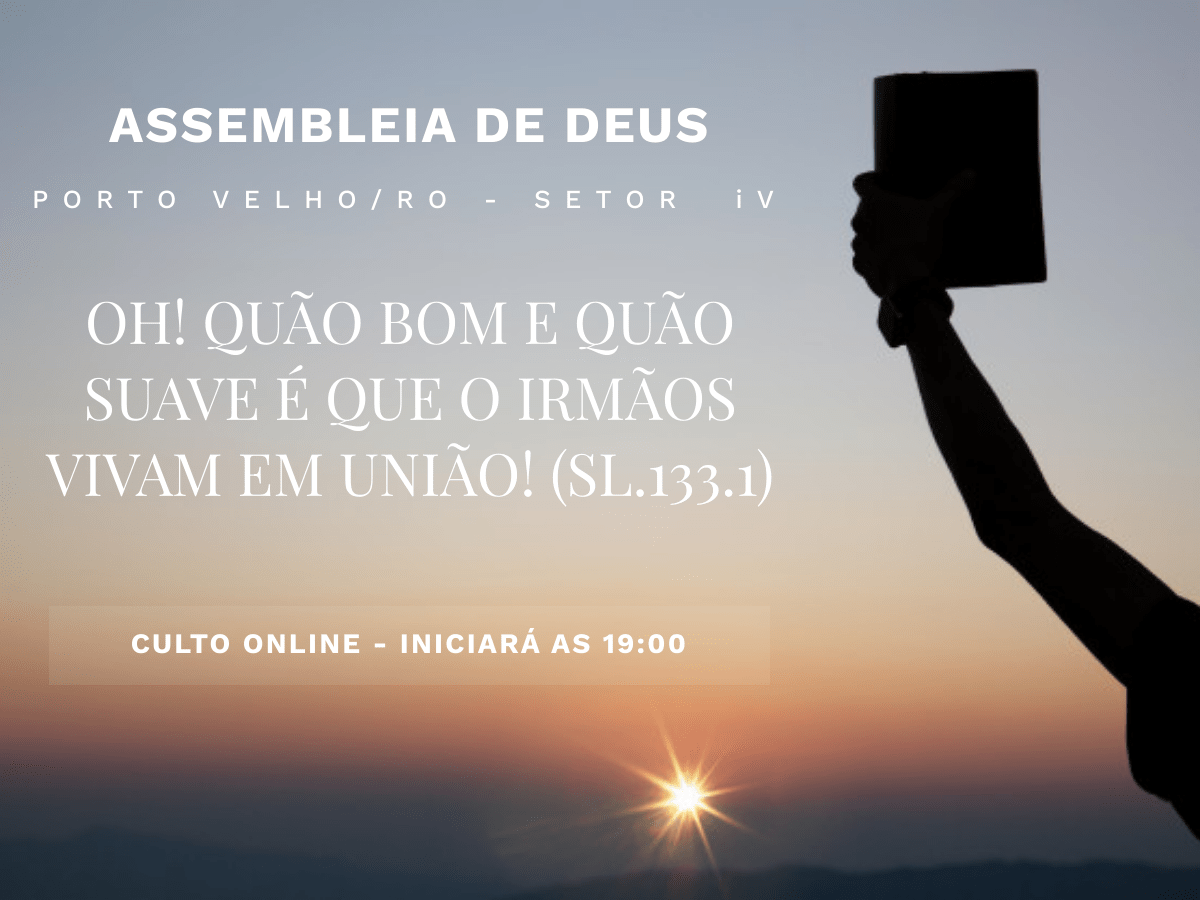 ASSEMBLEIA DE DEUS
PORTO VELHO/RO - SETOR iV
OH! QUÃO BOM E QUÃO
SUAVE É QUE O IRMÃOS
VIVAM EM UNIÃO! (SL.133.1)
CULTO ONLINE - INICIARÁ AS 19:00